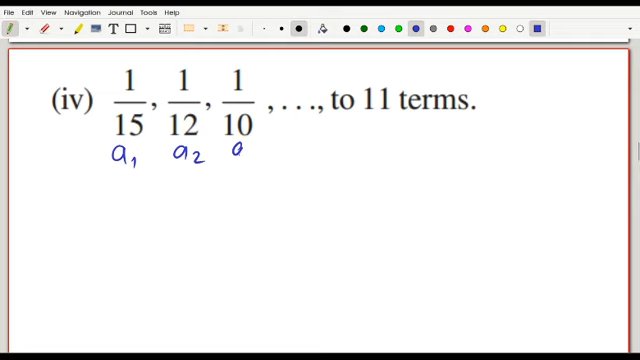 File Edit View Navigation Journal Tools Help
(iv) 1/15, 1/12, 1/10, ..., to 11 terms.
a₁ a₂ a